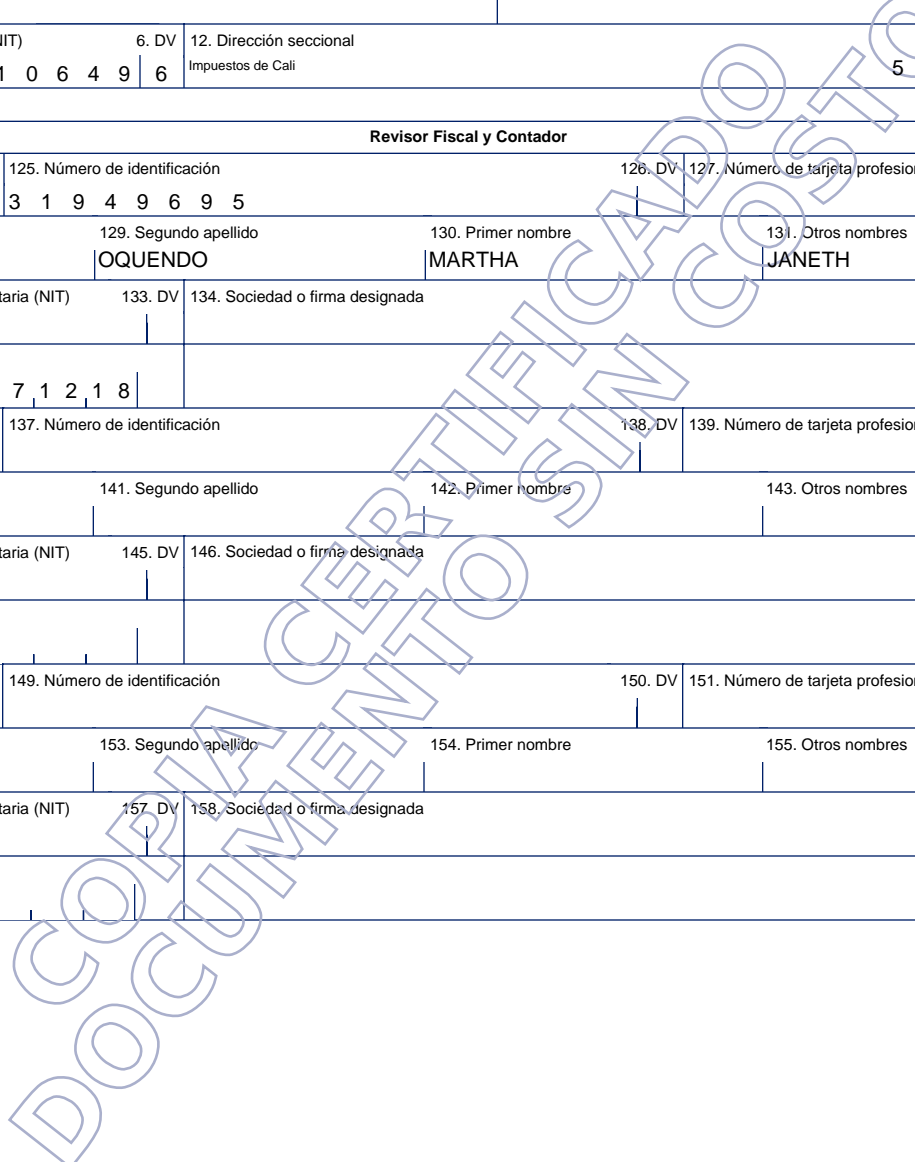 IT) 6. DV 12. Dirección seccional
1 0 6 4 9 6 Impuestos de Cali 5
Revisor Fiscal y Contador
125. Número de identificación 126. DV 127. Número de tarjeta profesion
3 1 9 4 9 6 9 5
129. Segundo apellido 130. Primer nombre 131. Otros nombres
OQUENDO MARTHA JANETH
taria (NIT) 133. DV 134. Sociedad o firma designada
7 1 2 1 8
137. Número de identificación 138. DV 139. Número de tarjeta profesion
141. Segundo apellido 142. Primer nombre 143. Otros nombres
taria (NIT) 145. DV 146. Sociedad o firma designada
149. Número de identificación 150. DV 151. Número de tarjeta profesion
153. Segundo apellido 154. Primer nombre 155. Otros nombres
taria (NIT) 157. DV 158. Sociedad o firma designada
COPIA CERTIFICADO
DOCUMENTO SIN COSTO